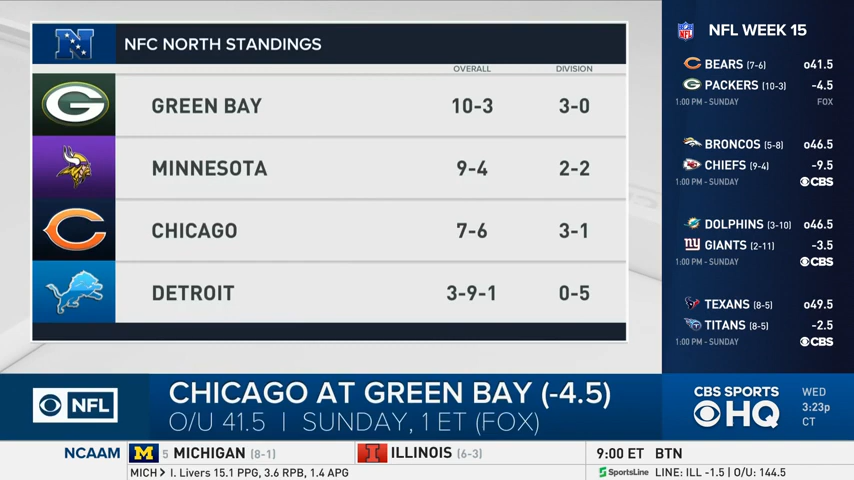 NFC NORTH STANDINGS
OVERALL DIVISION
GREEN BAY 10-3 3-0
MINNESOTA 9-4 2-2
CHICAGO 7-6 3-1
DETROIT 3-9-1 0-5
NFL WEEK 15
BEARS (7-6) o41.5
PACKERS (10-3) -4.5
1:00 PM - SUNDAY FOX
BRONCOS (5-8) o46.5
CHIEFS (9-4) -9.5
1:00 PM - SUNDAY CBS
DOLPHINS (3-10) o46.5
GIANTS (2-11) -3.5
1:00 PM - SUNDAY CBS
TEXANS (8-5) o49.5
TITANS (8-5) -2.5
1:00 PM - SUNDAY CBS
NFL
CHICAGO AT GREEN BAY (-4.5)
O/U 41.5 | SUNDAY, 1 ET (FOX)
CBS SPORTS
HQ
WED
3:23p
CT
NCAAM M 5 MICHIGAN (8-1) I ILLINOIS (6-3) 9:00 ET BTN
MICH > I. Livers 15.1 PPG, 3.6 RPB, 1.4 APG SportsLine LINE: ILL -1.5 | O/U: 144.5